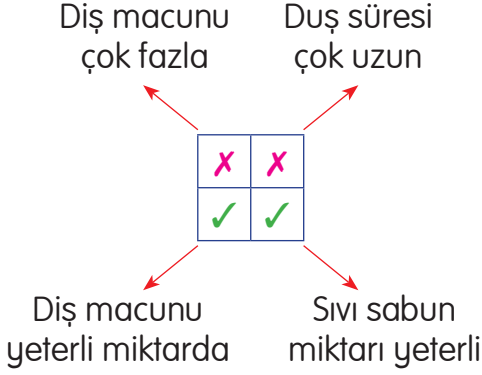 Diş macunu
çok fazla
Duş süresi
çok uzun
Diş macunu
yeterli miktarda
Sıvı sabun
miktarı yeterli